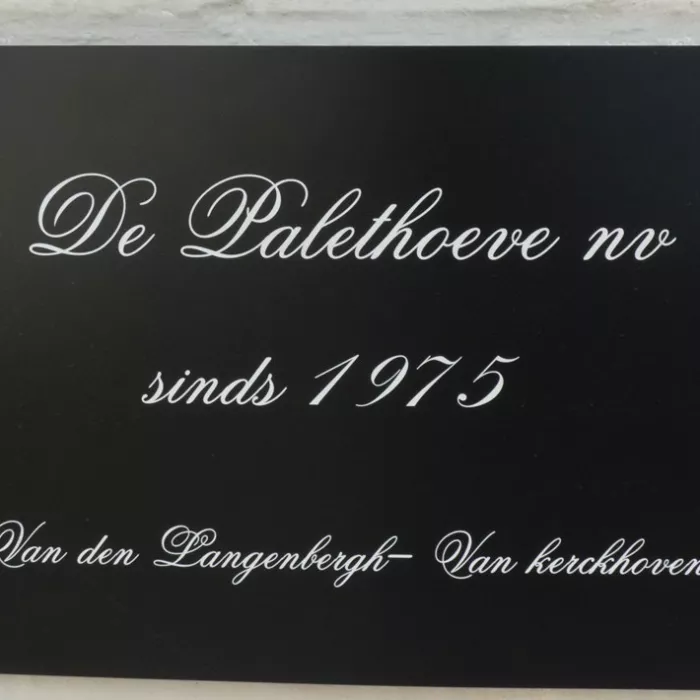 De Palethoeve nv
sinds 1975
Van den Langenbergh- Van kerckhoven